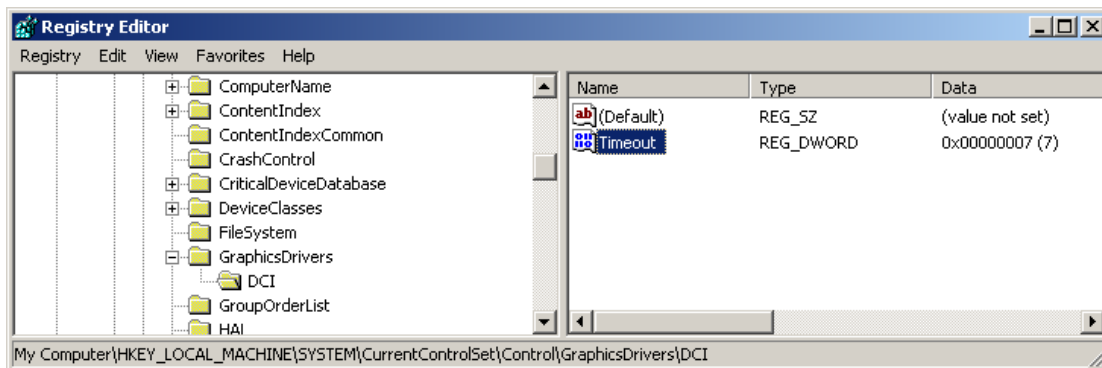 Registry Editor
Registry Edit View Favorites Help
ComputerName
ContentIndex
ContentIndexCommon
CrashControl
CriticalDeviceDatabase
DeviceClasses
FileSystem
GraphicsDrivers
DCI
GroupOrderList
HAL
Name Type Data
(Default) REG_SZ (value not set)
Timeout REG_DWORD 0x00000007 (7)
My Computer\HKEY_LOCAL_MACHINE\SYSTEM\CurrentControlSet\Control\GraphicsDrivers\DCI